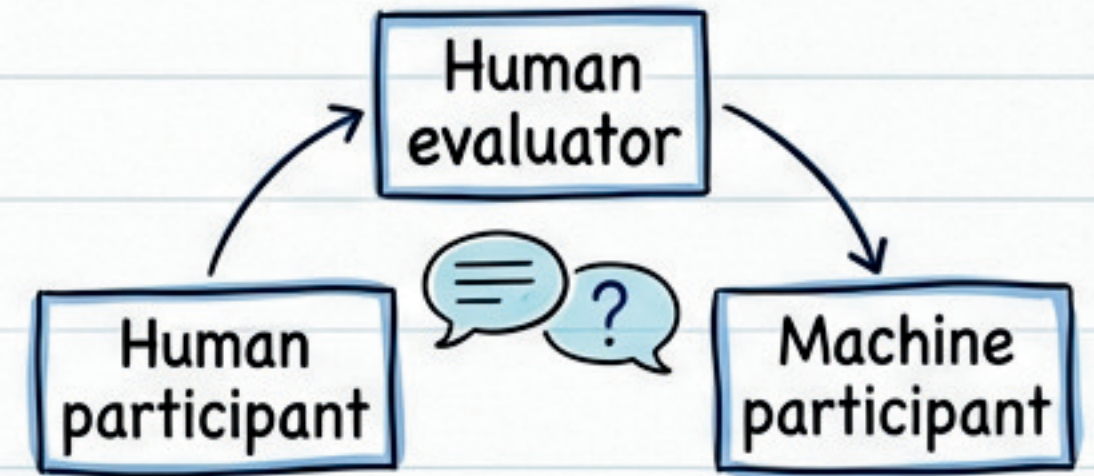 Human
evaluator
?
Human
participant
Machine
participant